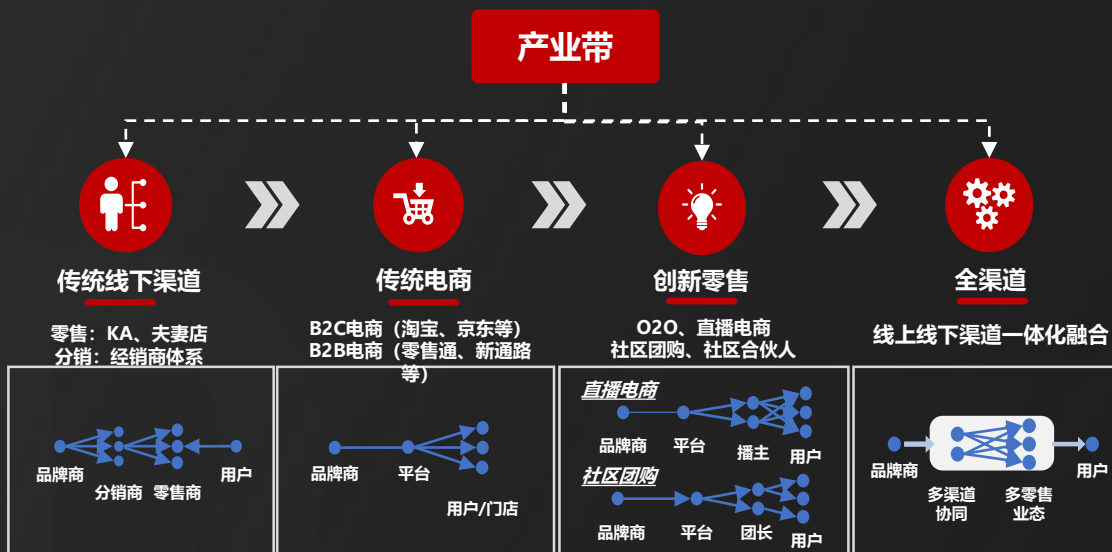 产业带
传统线下渠道
零售：KA、夫妻店
分销：经销商体系
品牌商
分销商
零售商
用户
传统电商
B2C电商（淘宝、京东等）
B2B电商（零售通、新通路
等）
品牌商
平台
用户/门店
创新零售
O2O、直播电商
社区团购、社区合伙人
直播电商
品牌商
平台
播主
用户
社区团购
品牌商
平台
团长
用户
全渠道
线上线下渠道一体化融合
品牌商
多渠道
协同
多零售
业态
用户